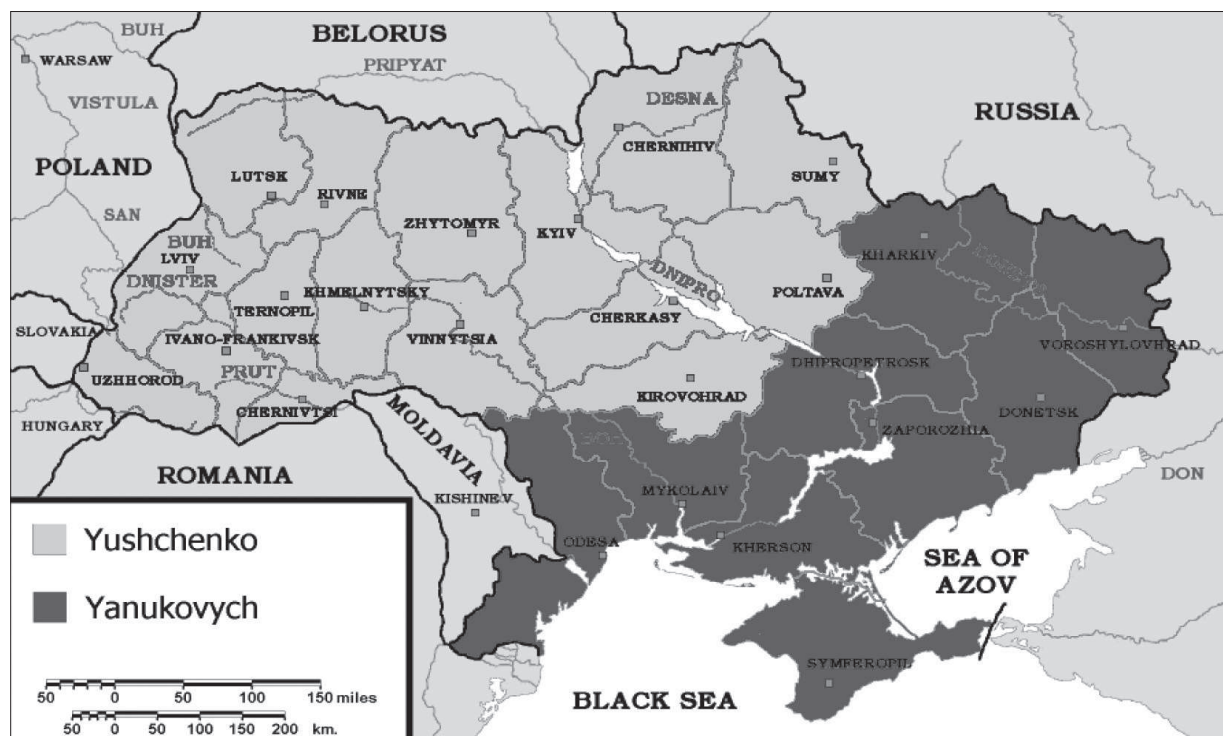 BUH
BELORUS
WARSAW
PRIPYAT
VISTULA
DESNA
RUSSIA
CHERNIHIV
POLAND
LUTSK
RIVNE
SUMY
SAN
ZHYTOMYR
KYIV
BUH
LVIV
DNISTER
KHARKIV
DNIPRO
POLTAVA
TERNOPIL
KHMELNYTSKY
CHERKASY
SLOVAKIA
IVANO-FRANKIVSK
VINNYTSIA
VOROSHYLOVHRAD
UZHHOROD
PRUT
DHIPROPETROSK
KIROVOHRAD
CHERNIVTSI
DONETSK
HUNGARY
MOLDAVIA
ZAPOROZHIA
ROMANIA
DON
KISHINEV
MYKOLAIV
ODESA
KHERSON
SEA OF
AZOV
Yushchenko
Yanukovych
SYMFEROPIL
BLACK SEA
50 0 50 100 150 miles
50 0 50 100 150 200 km.